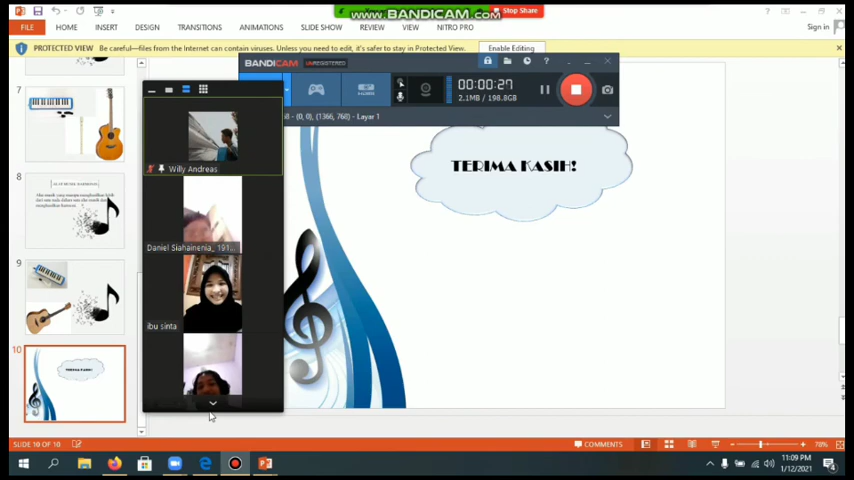 www.BANDICAM.com
Stop Share
Sign in
FILE HOME INSERT DESIGN TRANSITIONS ANIMATIONS SLIDE SHOW REVIEW VIEW NITRO PRO
PROTECTED VIEW Be careful—files from the Internet can contain viruses. Unless you need to edit, it's safer to stay in Protected View. Enable Editing
BANDICAM UNREGISTERED
00:00:27
2.1MB / 198.8GB
(0, 0), (1366, 768) - Layar 1
7
8
9
10
Willy Andreas
Daniel Siahainenia_ 191...
ibu sinta
TERIMA KASIH!
TERIMA KASIH!
SLIDE 10 OF 10
COMMENTS
78%
11:09 PM
1/12/2021
4